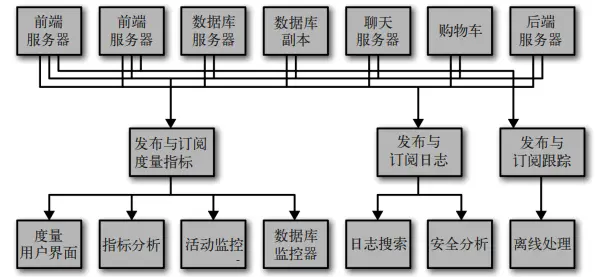 前端
服务器
前端
服务器
数据库
服务器
数据库
副本
聊天
服务器
购物车
后端
服务器
发布与订阅
度量指标
发布与
订阅日志
发布与
订阅跟踪
度量
用户界面
指标分析
活动监控
数据库
监控器
日志搜索
安全分析
离线处理